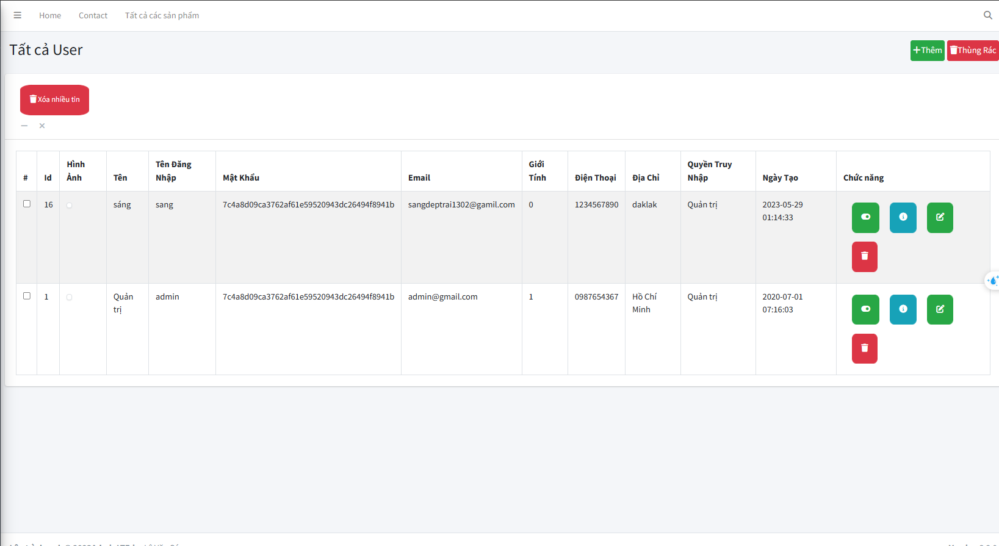 Home Contact Tất cả các sản phẩm
Tất cả User
Thêm Thùng Rác
Xóa nhiều tin
# Id Hình Ảnh Tên Tên Đăng Nhập Mật Khẩu Email Giới Tính Điện Thoại Địa Chỉ Quyền Truy Nhập Ngày Tạo Chức năng
16 sáng sang 7c4a8d09ca3762af61e59520943dc26494f8941b sangdeptrai1302@gamil.com 0 1234567890 daklak Quản trị 2023-05-29 01:14:33
1 Quản trị admin 7c4a8d09ca3762af61e59520943dc26494f8941b admin@gmail.com 1 0987654367 Hồ Chí Minh Quản trị 2020-07-01 07:16:03